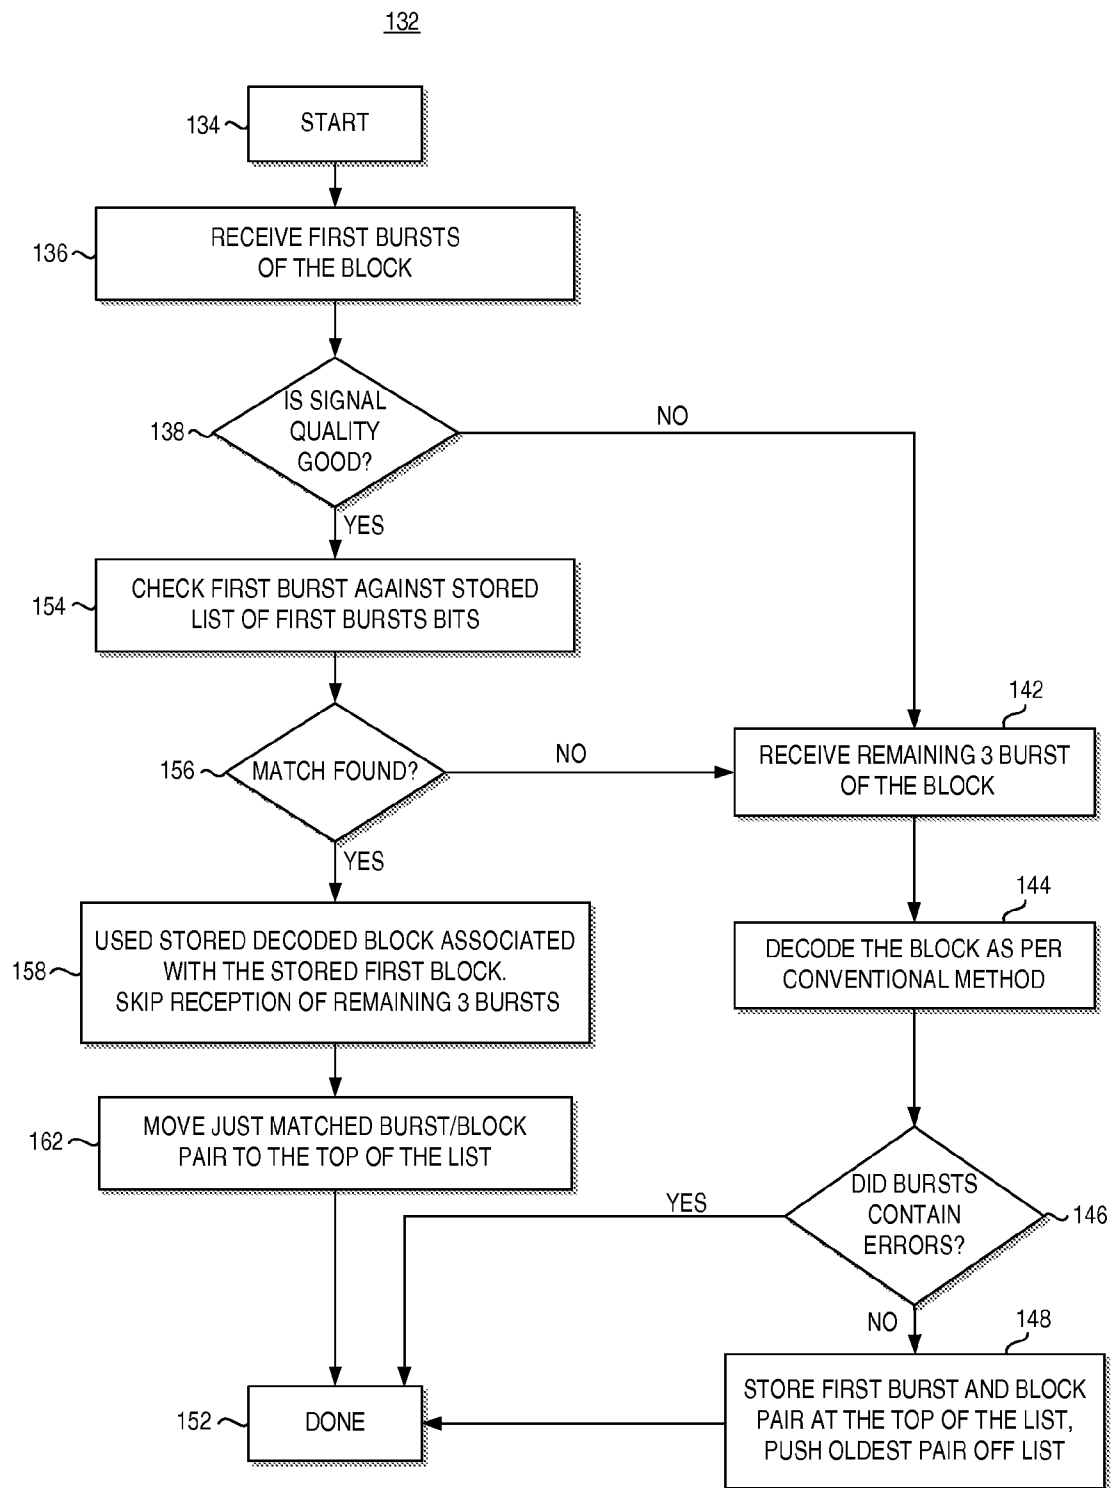 132
134
START
136
RECEIVE FIRST BURSTS
OF THE BLOCK
138
IS SIGNAL
QUALITY
GOOD?
NO
YES
154
CHECK FIRST BURST AGAINST STORED
LIST OF FIRST BURSTS BITS
156
MATCH FOUND?
NO
YES
142
RECEIVE REMAINING 3 BURST
OF THE BLOCK
144
DECODE THE BLOCK AS PER
CONVENTIONAL METHOD
158
USED STORED DECODED BLOCK ASSOCIATED
WITH THE STORED FIRST BLOCK.
SKIP RECEPTION OF REMAINING 3 BURSTS
162
MOVE JUST MATCHED BURST/BLOCK
PAIR TO THE TOP OF THE LIST
YES
DID BURSTS
CONTAIN
ERRORS?
146
NO
148
STORE FIRST BURST AND BLOCK
PAIR AT THE TOP OF THE LIST,
PUSH OLDEST PAIR OFF LIST
152
DONE